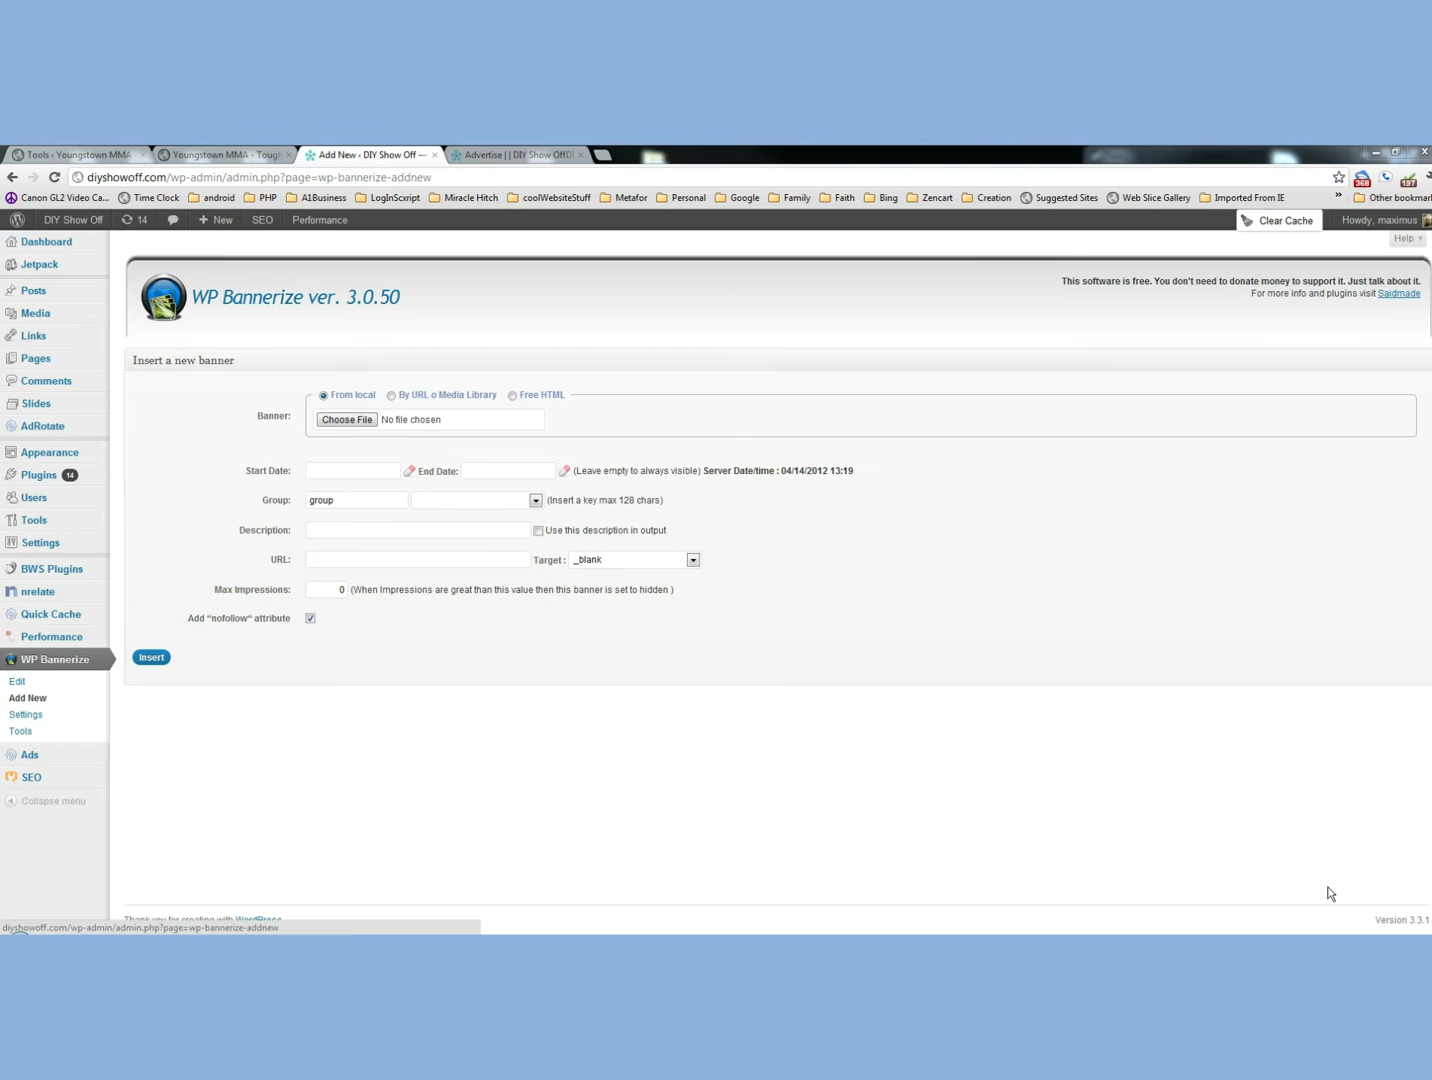 Tools ‹ Youngstown MMA
Youngstown MMA - Tough
Add New ‹ DIY Show Off —
Advertise | | DIY Show OffDI
diyshowoff.com/wp-admin/admin.php?page=wp-bannerize-addnew
368
197
Canon GL2 Video Ca...
Time Clock
android
PHP
A1Business
LogInScxript
Miracle Hitch
coolWebsiteStuff
Metafor
Personal
Google
Family
Faith
Bing
Zencart
Creation
Suggested Sites
Web Slice Gallery
Imported From IE
»
Other bookmar
DIY Show Off
14
+ New
SEO
Performance
Clear Cache
Howdy, maximus
Help
Dashboard
Jetpack
Posts
Media
Links
Pages
Comments
Slides
AdRotate
Appearance
Plugins 14
Users
Tools
Settings
BWS Plugins
nrelate
Quick Cache
Performance
WP Bannerize
Edit
Add New
Settings
Tools
Ads
SEO
Collapse menu
WP Bannerize ver. 3.0.50
This software is free. You don't need to donate money to support it. Just talk about it.
For more info and plugins visit Saidmade
Insert a new banner
Banner:
From local
By URL o Media Library
Free HTML
Choose File No file chosen
Start Date:
End Date:
(Leave empty to always visible) Server Date/time : 04/14/2012 13:19
Group:
group
(Insert a key max 128 chars)
Description:
Use this description in output
URL:
Target :
_blank
Max Impressions:
0
(When Impressions are great than this value then this banner is set to hidden )
Add "nofollow" attribute
Insert
Thank you for creating with WordPress
Version 3.3.1
diyshowoff.com/wp-admin/admin.php?page=wp-bannerize-addnew